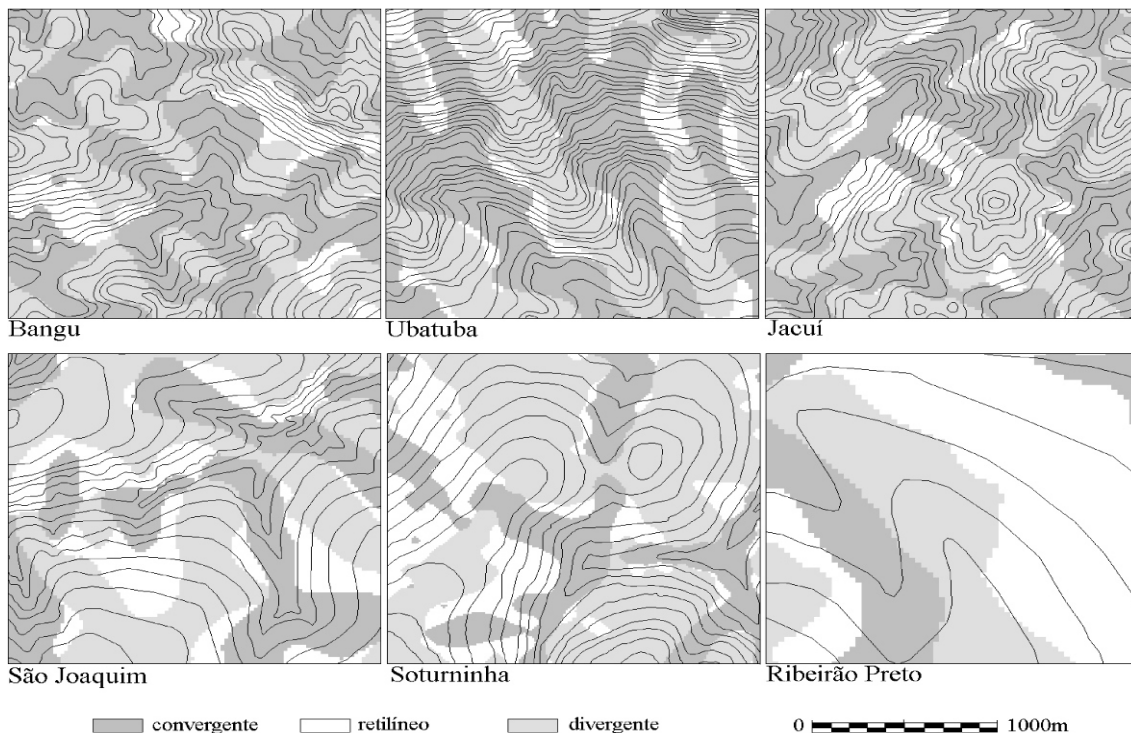 Bangu Ubatuba Jacuí
São Joaquim Soturninha Ribeirão Preto
convergente retilíneo divergente 0 1000m